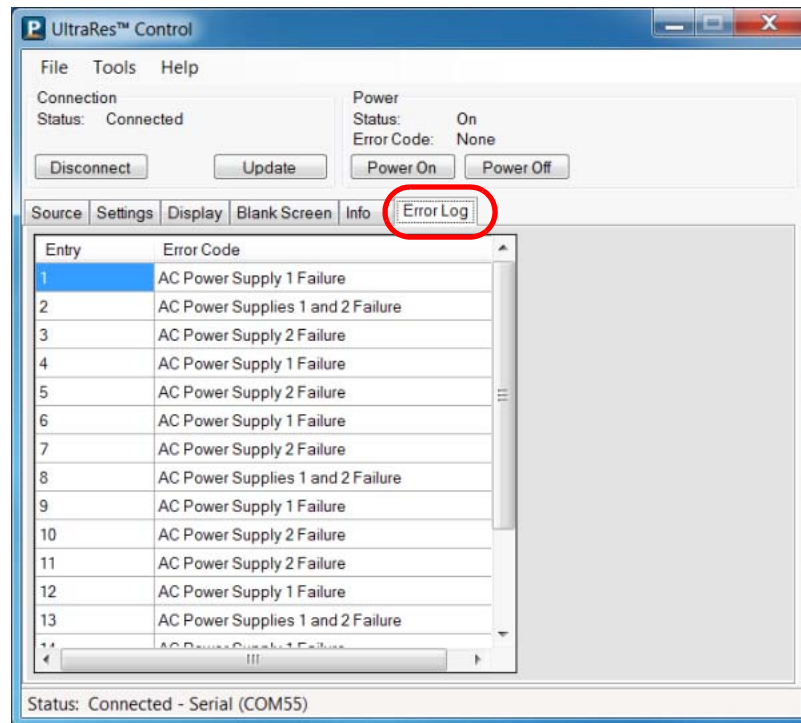 UltraRes™ Control
File Tools Help
Connection
Status: Connected
Disconnect Update
Power
Status: On
Error Code: None
Power On Power Off
Source Settings Display Blank Screen Info Error Log
Entry Error Code
1 AC Power Supply 1 Failure
2 AC Power Supplies 1 and 2 Failure
3 AC Power Supply 2 Failure
4 AC Power Supply 1 Failure
5 AC Power Supply 2 Failure
6 AC Power Supply 1 Failure
7 AC Power Supply 2 Failure
8 AC Power Supplies 1 and 2 Failure
9 AC Power Supply 1 Failure
10 AC Power Supply 2 Failure
11 AC Power Supply 2 Failure
12 AC Power Supply 1 Failure
13 AC Power Supplies 1 and 2 Failure
14 AC Power Supply 1 Failure
Status: Connected - Serial (COM55)